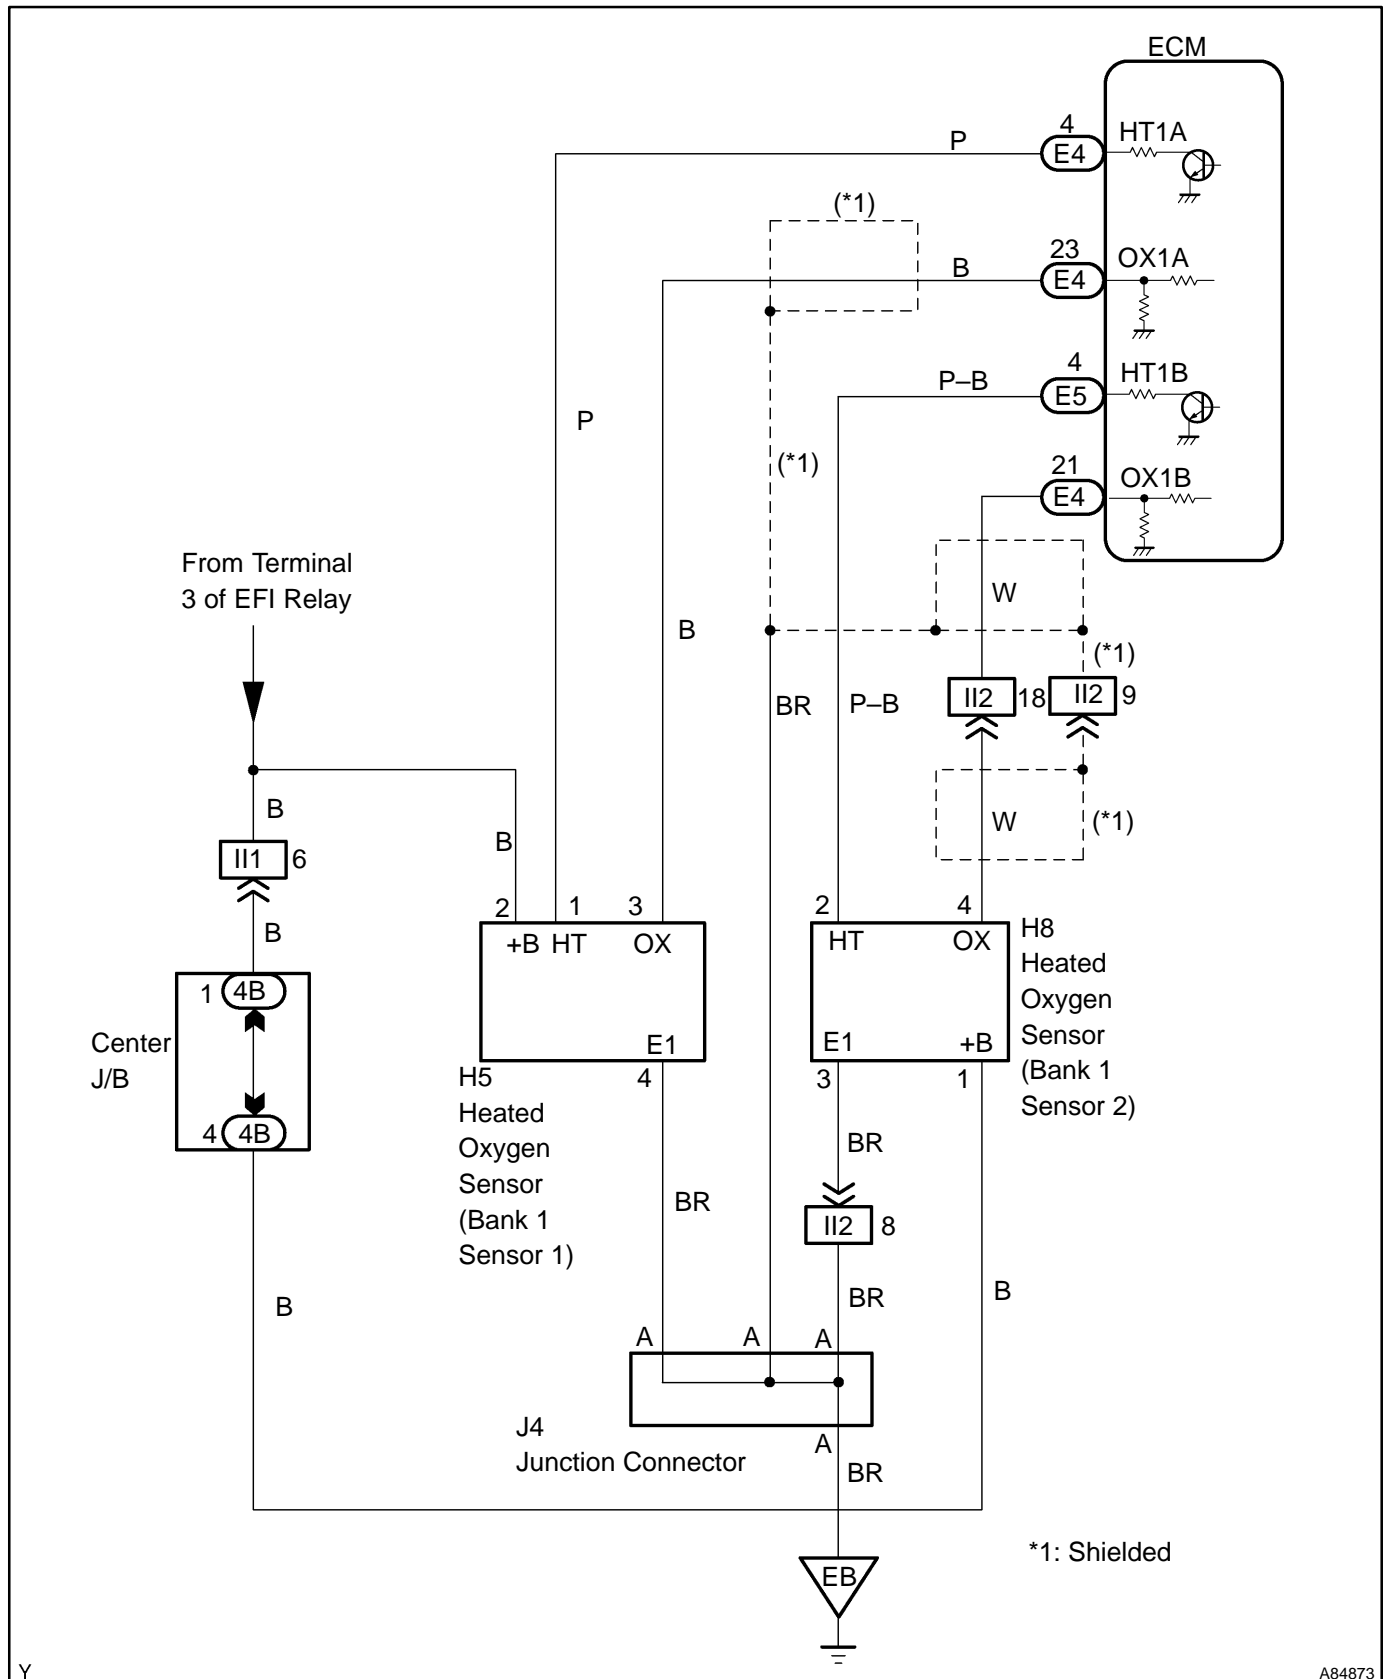 ECM
4
P
E4
HT1A
(*1)
23
B
E4
OX1A
4
P–B
E5
HT1B
P
(*1)
21
E4
OX1B
From Terminal
3 of EFI Relay
W
B
(*1)
BR
P–B
II2
18
II2
9
B
W
(*1)
B
II1
6
2
1
3
2
4
B
+B
HT
OX
HT
OX
H8
Heated
Oxygen
Sensor
(Bank 1
Sensor 2)
1
4B
Center
J/B
E1
E1
+B
4
3
1
H5
Heated
Oxygen
Sensor
(Bank 1
Sensor 1)
4
4B
BR
BR
II2
8
B
BR
B
A
A
A
J4
Junction Connector
A
BR
*1: Shielded
EB
Y
A84873